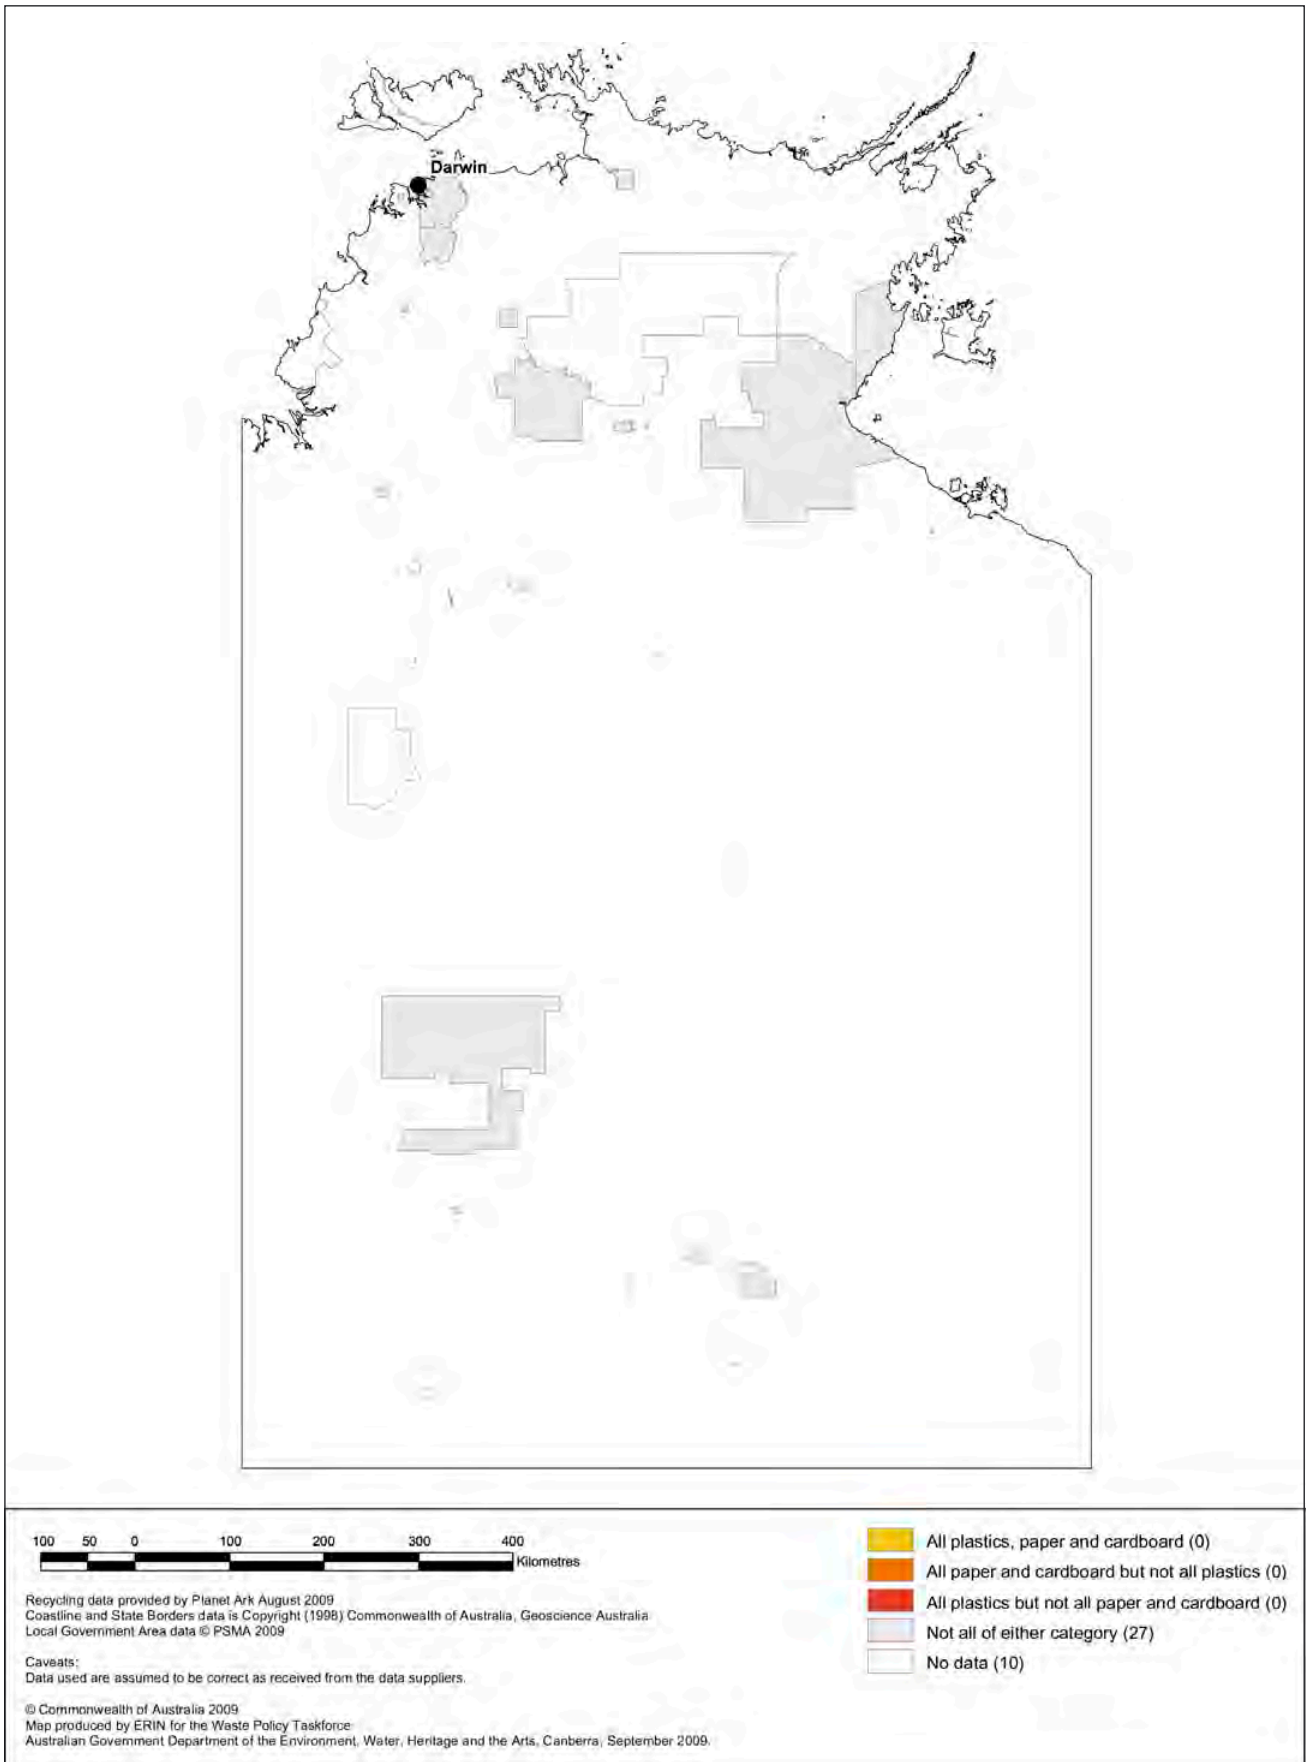 Darwin
100 50 0 100 200 300 400
Kilometres
Recycling data provided by Planet Ark August 2009
Coastline and State Borders data is Copyright (1998) Commonwealth of Australia, Geoscience Australia
Local Government Area data © PSMA 2009
Caveats:
Data used are assumed to be correct as received from the data suppliers.
© Commonwealth of Australia 2009
Map produced by ERIN for the Waste Policy Taskforce
Australian Government Department of the Environment, Water, Heritage and the Arts, Canberra, September 2009.
All plastics, paper and cardboard (0)
All paper and cardboard but not all plastics (0)
All plastics but not all paper and cardboard (0)
Not all of either category (27)
No data (10)